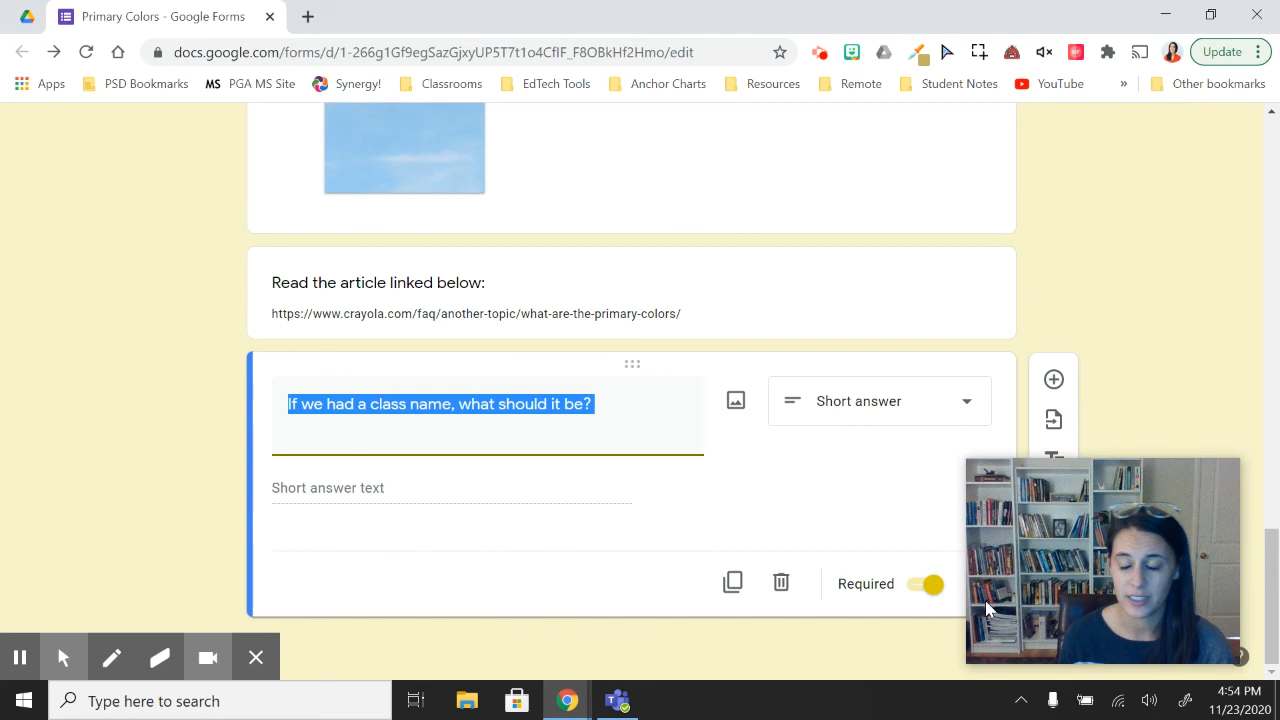 Primary Colors - Google Forms
docs.google.com/forms/d/1-266q1Gf9egSazGjxyUP5T7t1o4CfIF_F8OBkHf2Hmo/edit
Update
Apps
PSD Bookmarks
MS PGA MS Site
Synergy!
Classrooms
EdTech Tools
Anchor Charts
Resources
Remote
Student Notes
YouTube
»
Other bookmarks
Read the article linked below:
https://www.crayola.com/faq/another-topic/what-are-the-primary-colors/
If we had a class name, what should it be?
Short answer
Short answer text
Required
Type here to search
4:54 PM
11/23/2020